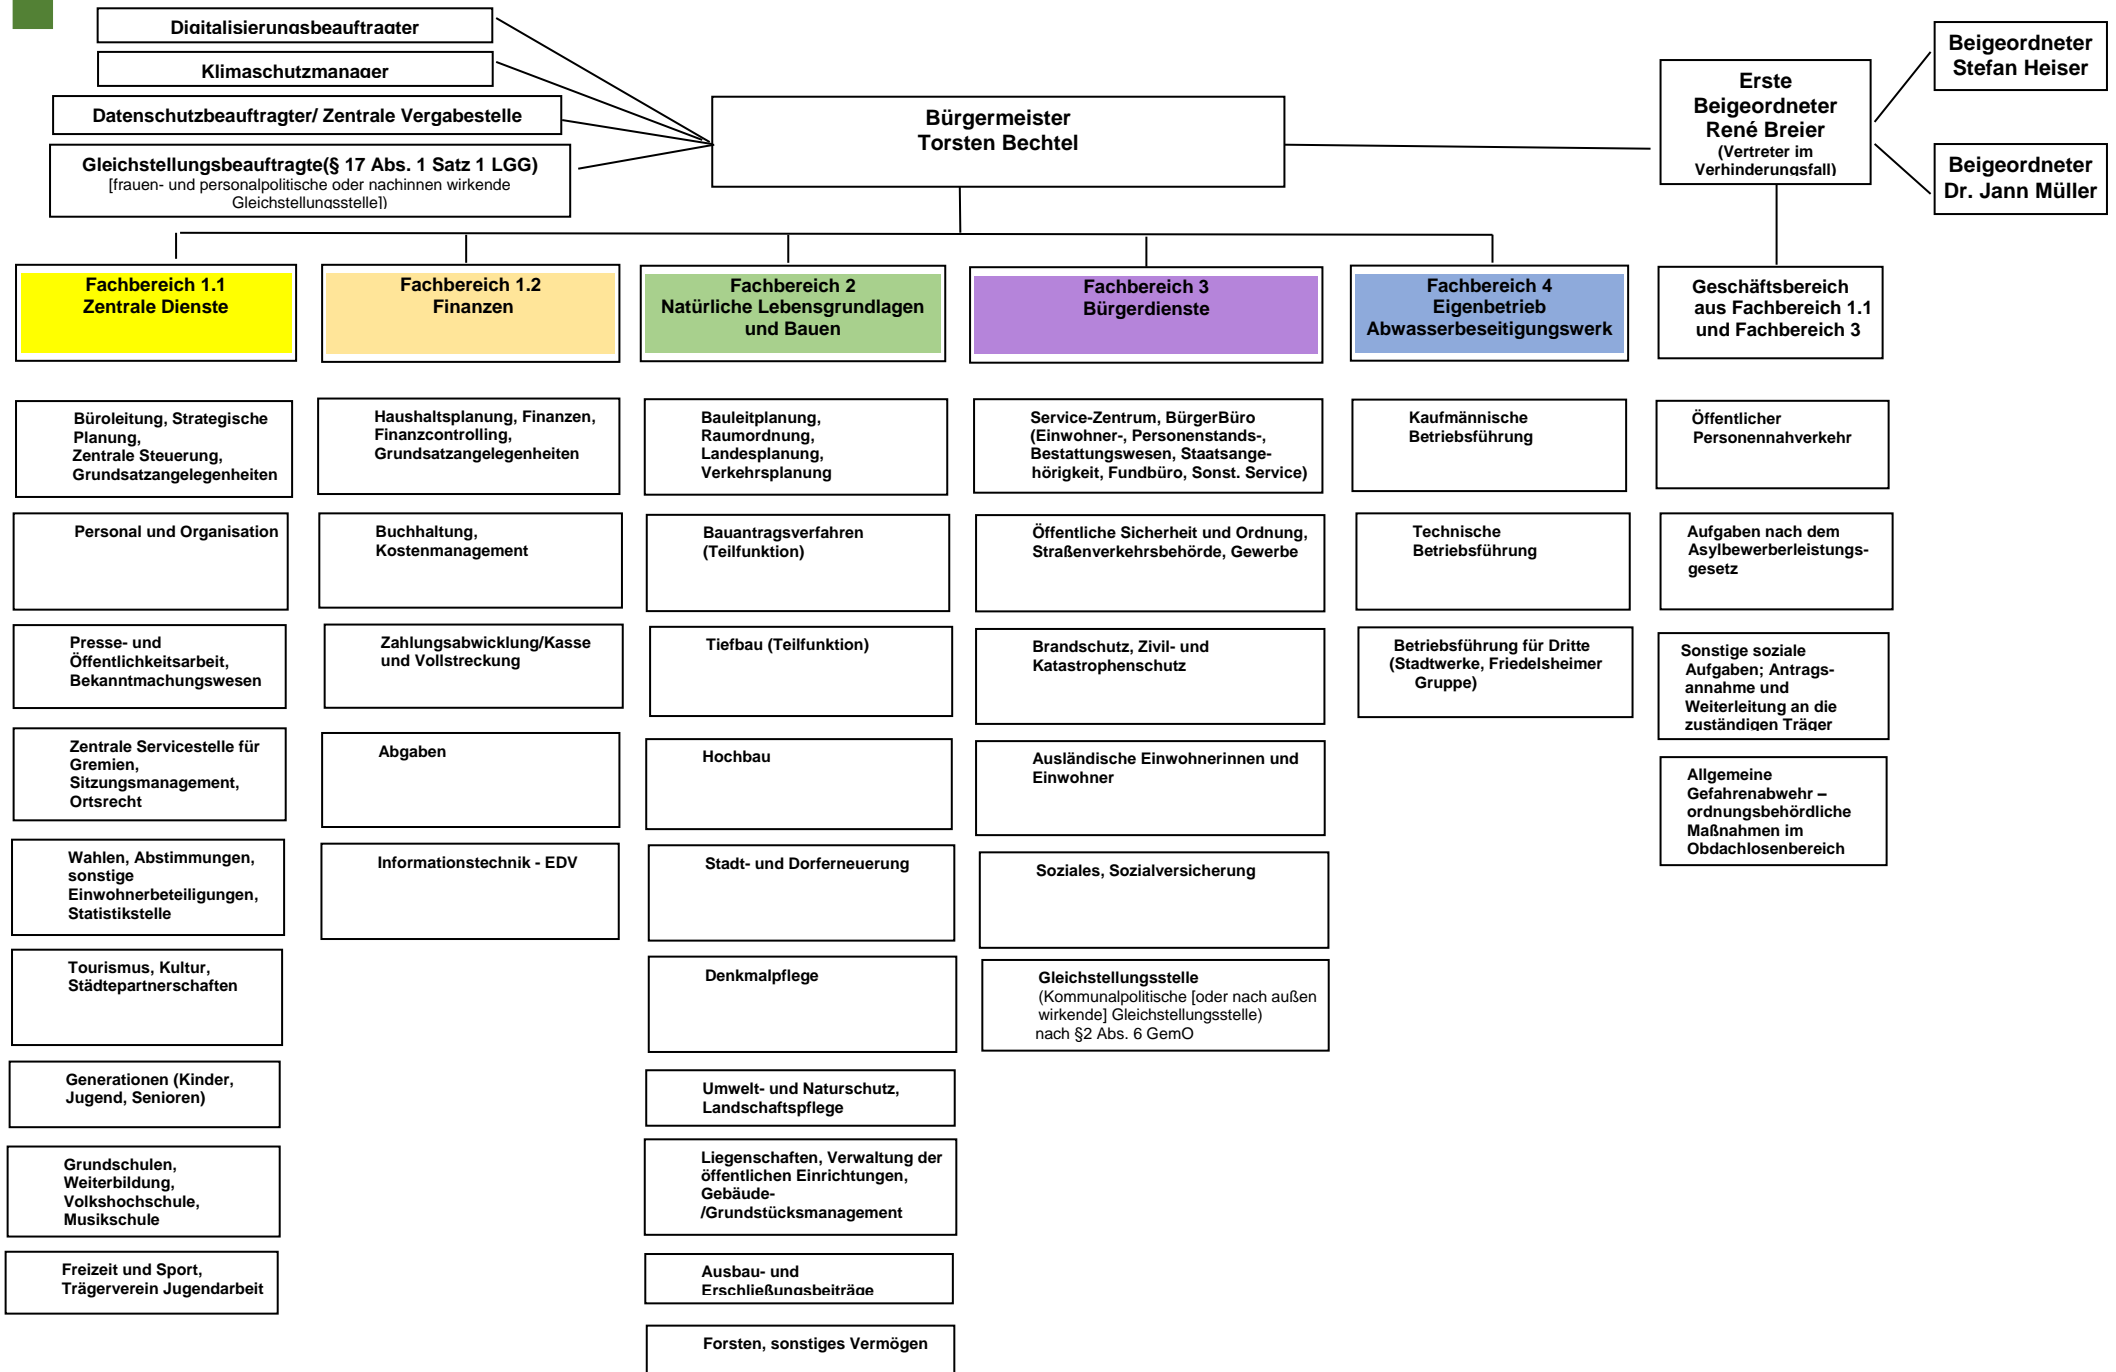 Digitalisierungsbeauftragter
Klimaschutzmanager
Datenschutzbeauftragter/ Zentrale Vergabestelle
Gleichstellungsbeauftragte(§ 17 Abs. 1 Satz 1 LGG)
[frauen- und personalpolitische oder nachinnen wirkende
Gleichstellungsstelle])
Bürgermeister
Torsten Bechtel
Erste
Beigeordneter
René Breier
(Vertreter im
Verhinderungsfall)
Beigeordneter
Stefan Heiser
Beigeordneter
Dr. Jann Müller
Fachbereich 1.1
Zentrale Dienste
Fachbereich 1.2
Finanzen
Fachbereich 2
Natürliche Lebensgrundlagen
und Bauen
Fachbereich 3
Bürgerdienste
Fachbereich 4
Eigenbetrieb
Abwasserbeseitigungswerk
Geschäftsbereich
aus Fachbereich 1.1
und Fachbereich 3
Büroleitung, Strategische
Planung,
Zentrale Steuerung,
Grundsatzangelegenheiten
Personal und Organisation
Presse- und
Öffentlichkeitsarbeit,
Bekanntmachungswesen
Zentrale Servicestelle für
Gremien,
Sitzungsmanagement,
Ortsrecht
Wahlen, Abstimmungen,
sonstige
Einwohnerbeteiligungen,
Statistikstelle
Tourismus, Kultur,
Städtepartnerschaften
Generationen (Kinder,
Jugend, Senioren)
Grundschulen,
Weiterbildung,
Volkshochschule,
Musikschule
Freizeit und Sport,
Trägerverein Jugendarbeit
Haushaltsplanung, Finanzen,
Finanzcontrolling,
Grundsatzangelegenheiten
Buchhaltung,
Kostenmanagement
Zahlungsabwicklung/Kasse
und Vollstreckung
Abgaben
Informationstechnik - EDV
Bauleitplanung,
Raumordnung,
Landesplanung,
Verkehrsplanung
Bauantragsverfahren
(Teilfunktion)
Tiefbau (Teilfunktion)
Hochbau
Stadt- und Dorferneuerung
Denkmalpflege
Umwelt- und Naturschutz,
Landschaftspflege
Liegenschaften, Verwaltung der
öffentlichen Einrichtungen,
Gebäude-
/Grundstücksmanagement
Ausbau- und
Erschließungsbeiträge
Forsten, sonstiges Vermögen
Service-Zentrum, BürgerBüro
(Einwohner-, Personenstands-,
Bestattungswesen, Staatsange-
hörigkeit, Fundbüro, Sonst. Service)
Öffentliche Sicherheit und Ordnung,
Straßenverkehrsbehörde, Gewerbe
Brandschutz, Zivil- und
Katastrophenschutz
Ausländische Einwohnerinnen und
Einwohner
Soziales, Sozialversicherung
Gleichstellungsstelle
(Kommunalpolitische [oder nach außen
wirkende] Gleichstellungsstelle)
nach §2 Abs. 6 GemO
Kaufmännische
Betriebsführung
Technische
Betriebsführung
Betriebsführung für Dritte
(Stadtwerke, Friedelsheimer
Gruppe)
Öffentlicher
Personennahverkehr
Aufgaben nach dem
Asylbewerberleistungs-
gesetz
Sonstige soziale
Aufgaben; Antrags-
annahme und
Weiterleitung an die
zuständigen Träger
Allgemeine
Gefahrenabwehr –
ordnungsbehördliche
Maßnahmen im
Obdachlosenbereich